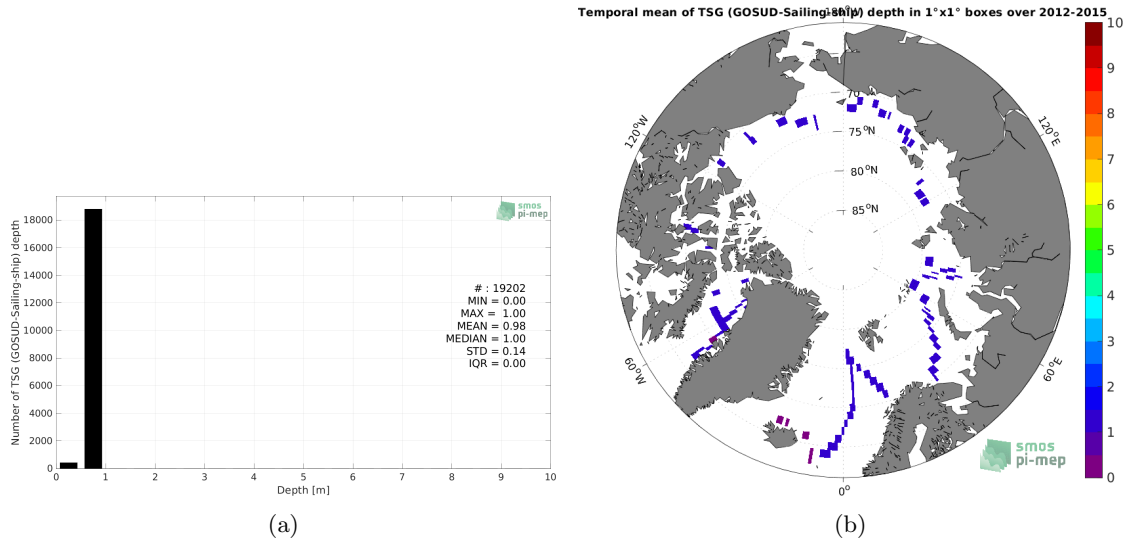 Temporal mean of TSG (GOSUD-Sailing-ship) depth in 1°x1° boxes over 2012-2015
Number of TSG (GOSUD-Sailing-ship) depth
18000
16000
14000
12000
10000
8000
6000
4000
2000
0
smos
pi-mep
# : 19202
MIN = 0.00
MAX = 1.00
MEAN = 0.98
MEDIAN = 1.00
STD = 0.14
IQR = 0.00
0 1 2 3 4 5 6 7 8 9 10
Depth [m]
(a)
180°W
120°W
120°E
70
75°N
80°N
85°N
60°W
60°E
0°
smos
pi-mep
10
9
8
7
6
5
4
3
2
1
0
(b)